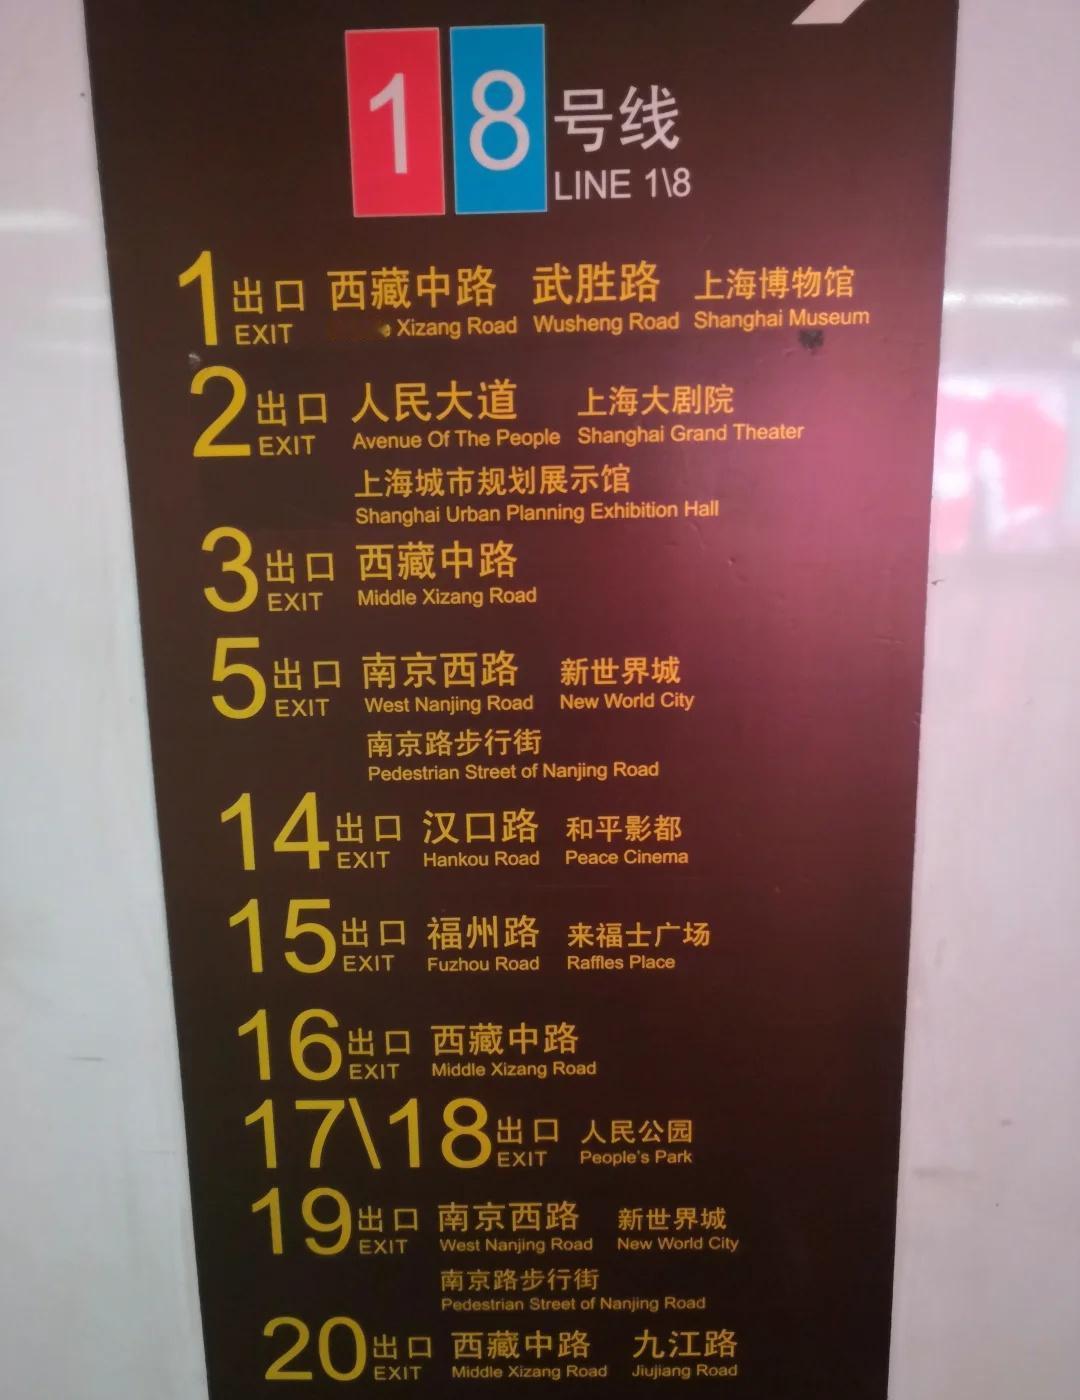 1 8 号线
LINE 1\8
1 出口 西藏中路 武胜路 上海博物馆
EXIT Xizang Road Wusheng Road Shanghai Museum
2 出口 人民大道 上海大剧院
EXIT Avenue Of The People Shanghai Grand Theater
上海城市规划展示馆
Shanghai Urban Planning Exhibition Hall
3 出口 西藏中路
EXIT Middle Xizang Road
5 出口 南京西路 新世界城
EXIT West Nanjing Road New World City
南京路步行街
Pedestrian Street of Nanjing Road
14 出口 汉口路 和平影都
EXIT Hankou Road Peace Cinema
15 出口 福州路 来福士广场
EXIT Fuzhou Road Raffles Place
16 出口 西藏中路
EXIT Middle Xizang Road
17\18 出口 人民公园
EXIT People's Park
19 出口 南京西路 新世界城
EXIT West Nanjing Road New World City
南京路步行街
Pedestrian Street of Nanjing Road
20 出口 西藏中路 九江路
EXIT Middle Xizang Road Jiujiang Road